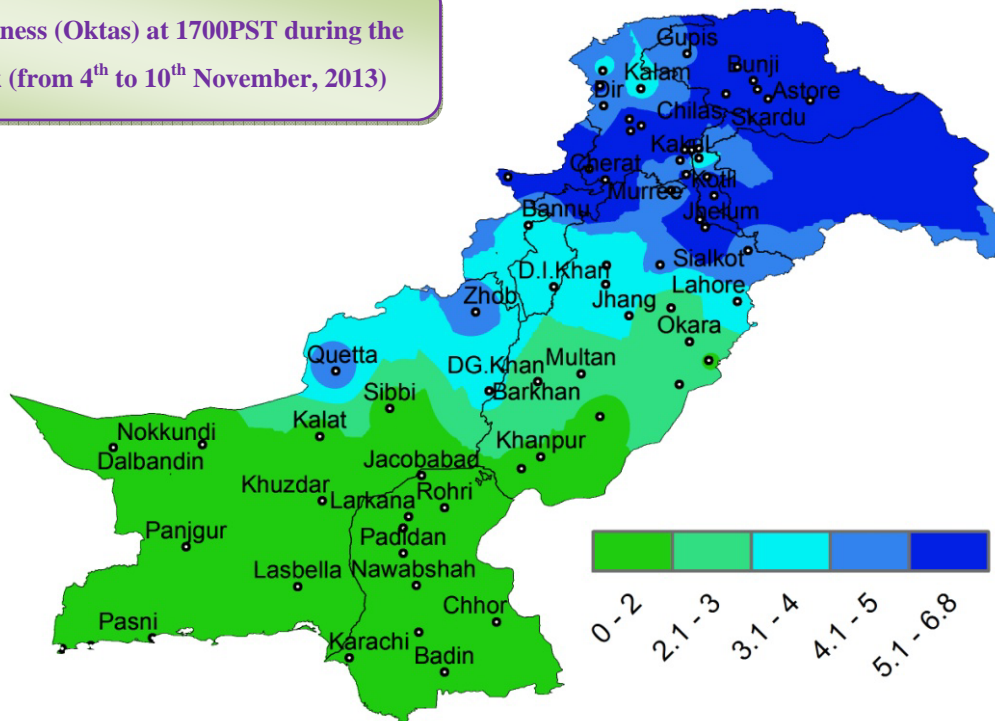 ness (Oktas) at 1700PST during the
(from 4th to 10th November, 2013)
Gupis
Bunji
Kalam
Dir
Astore
Chilas
Skardu
Kakul
Cherat
Kotli
Murree
Bannu
Jhelum
Sialkot
D.I.Khan
Lahore
Zhob
Jhang
Okara
Quetta
DG.Khan
Multan
Barkhan
Sibbi
Kalat
Nokkundi
Khanpur
Dalbandin
Jacobabad
Khuzdar
Rohri
Larkana
Panjgur
Padidan
Lasbella
Nawabshah
Chhor
Pasni
Karachi
Badin
0 - 2
2.1 - 3
3.1 - 4
4.1 - 5
5.1 - 6.8